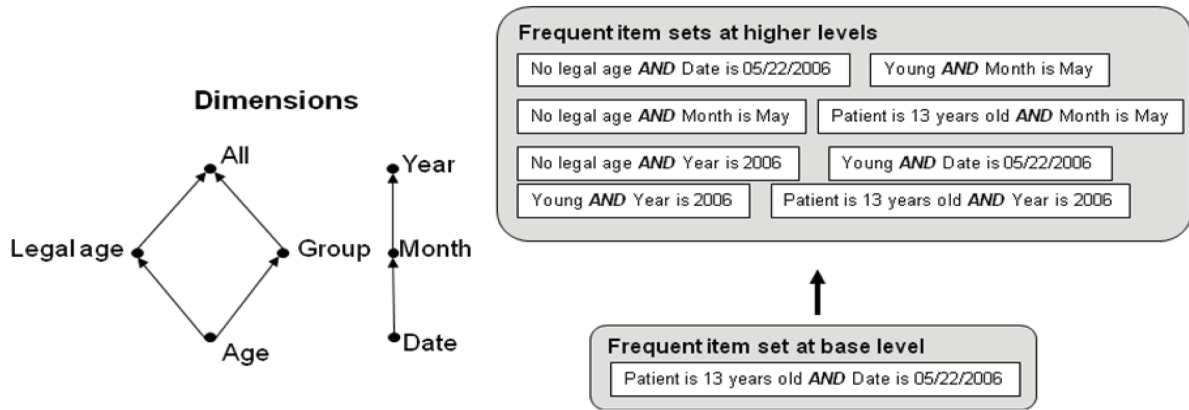 Dimensions
All
Legal age
Group
Age
Year
Month
Date
Frequent item sets at higher levels
No legal age AND Date is 05/22/2006
Young AND Month is May
No legal age AND Month is May
Patient is 13 years old AND Month is May
No legal age AND Year is 2006
Young AND Date is 05/22/2006
Young AND Year is 2006
Patient is 13 years old AND Year is 2006
Frequent item set at base level
Patient is 13 years old AND Date is 05/22/2006